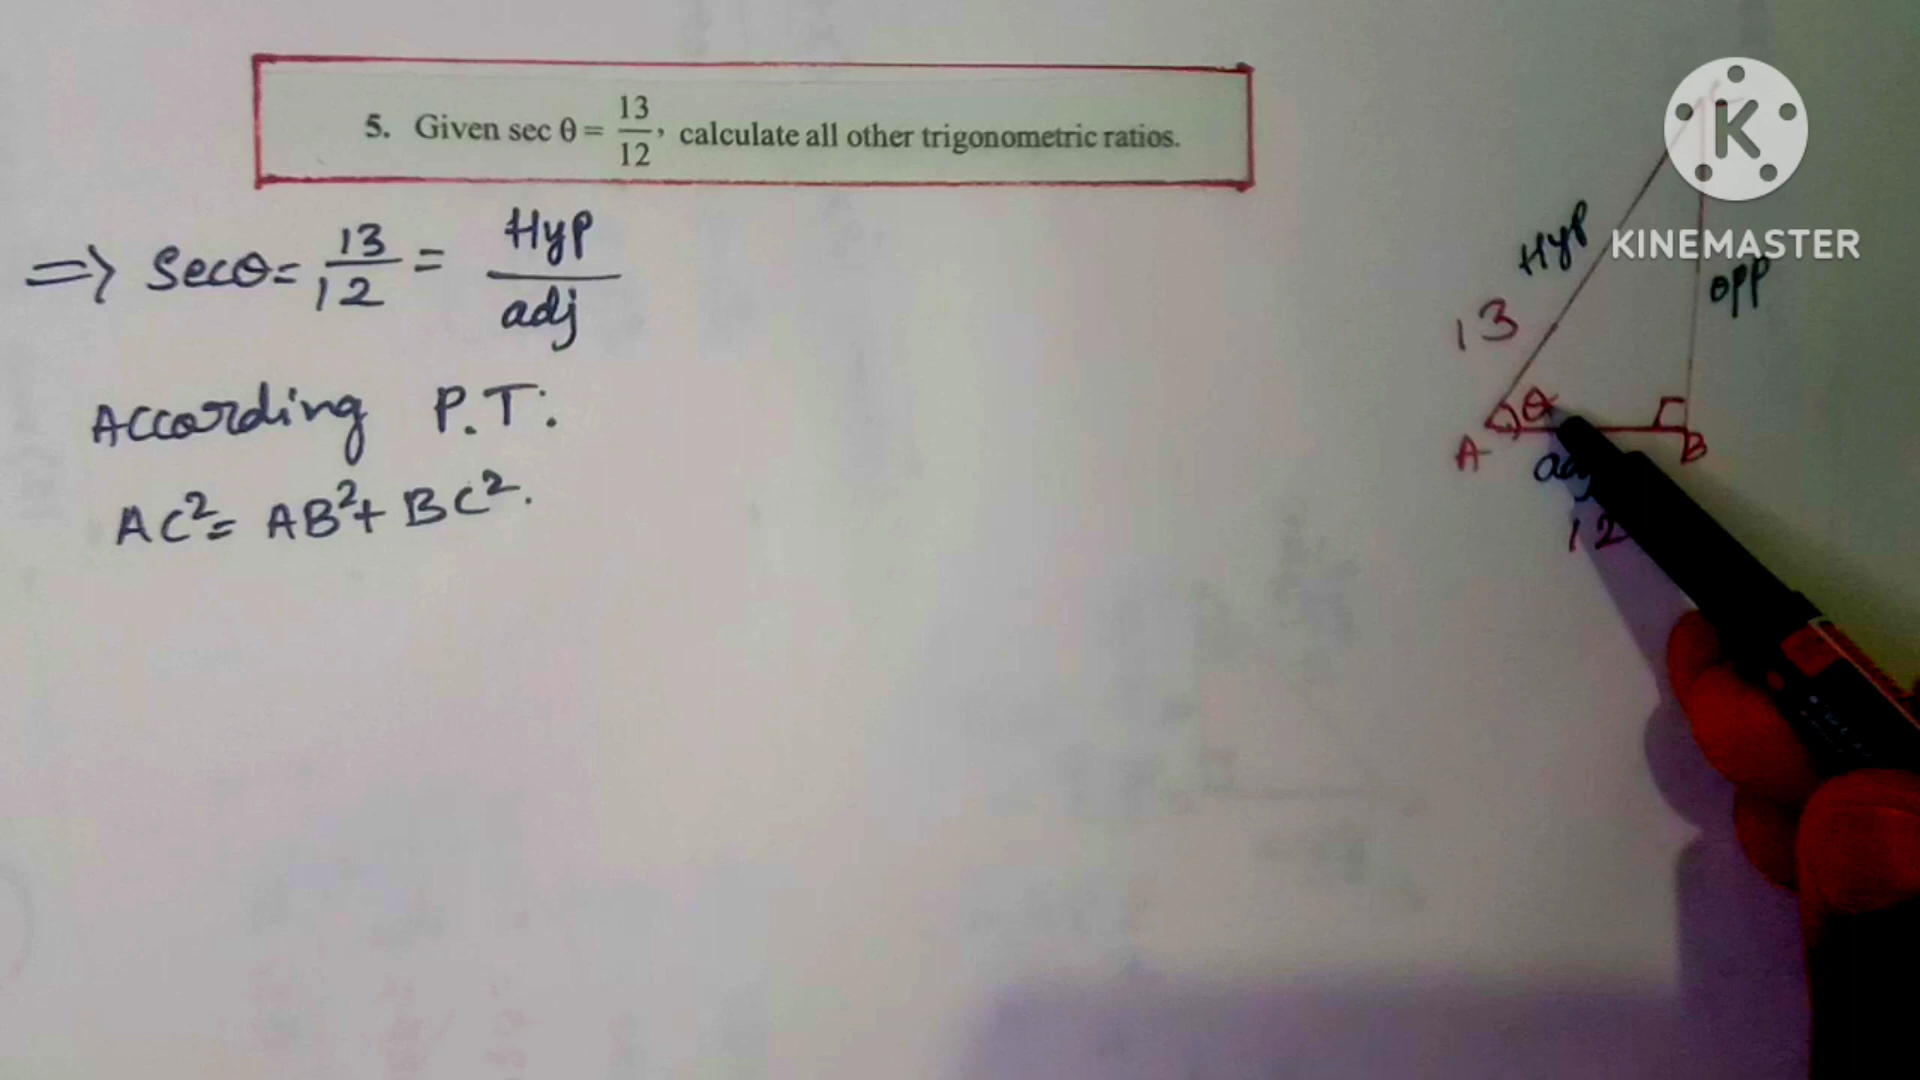 5. Given sec θ = 13/12, calculate all other trigonometric ratios.
=> Secθ = 13/12 = Hyp/adj
According P.T:
AC² = AB² + BC².
K
KINEMASTER
Hyp
opp
13
θ
A
B
12